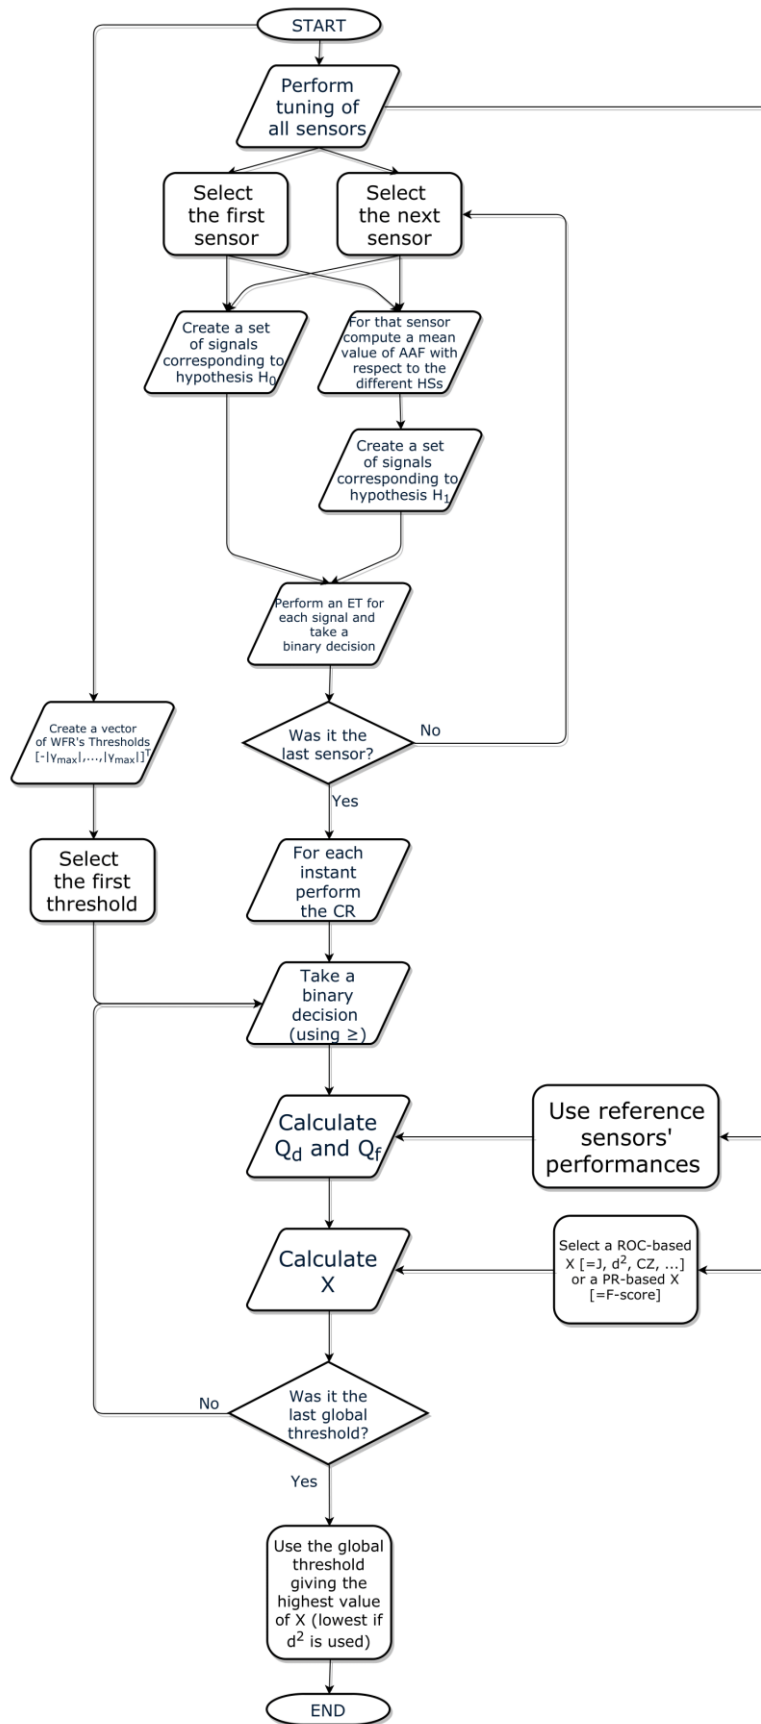 START
Perform
tuning of
all sensors
Select
the first
sensor
Select
the next
sensor
Create a set
of signals
corresponding to
hypothesis H₀
For that sensor
compute a mean
value of AAF with
respect to the
different HSs
Create a set
of signals
corresponding to
hypothesis H₁
Perform an ET for
each signal and
take a
binary decision
Create a vector
of WFR's Thresholds
[-|γₘₐₓ|,...,|γₘₐₓ|]ᵀ
Was it the
last sensor?
No
Yes
Select
the first
threshold
For each
instant
perform
the CR
Take a
binary
decision
(using ≥)
Calculate
Q_d and Q_f
Use reference
sensors'
performances
Calculate
X
Select a ROC-based
X [=J, d², CZ, ...]
or a PR-based X
[=F-score]
Was it the
last global
threshold?
No
Yes
Use the global
threshold
giving the
highest value
of X (lowest if
d² is used)
END